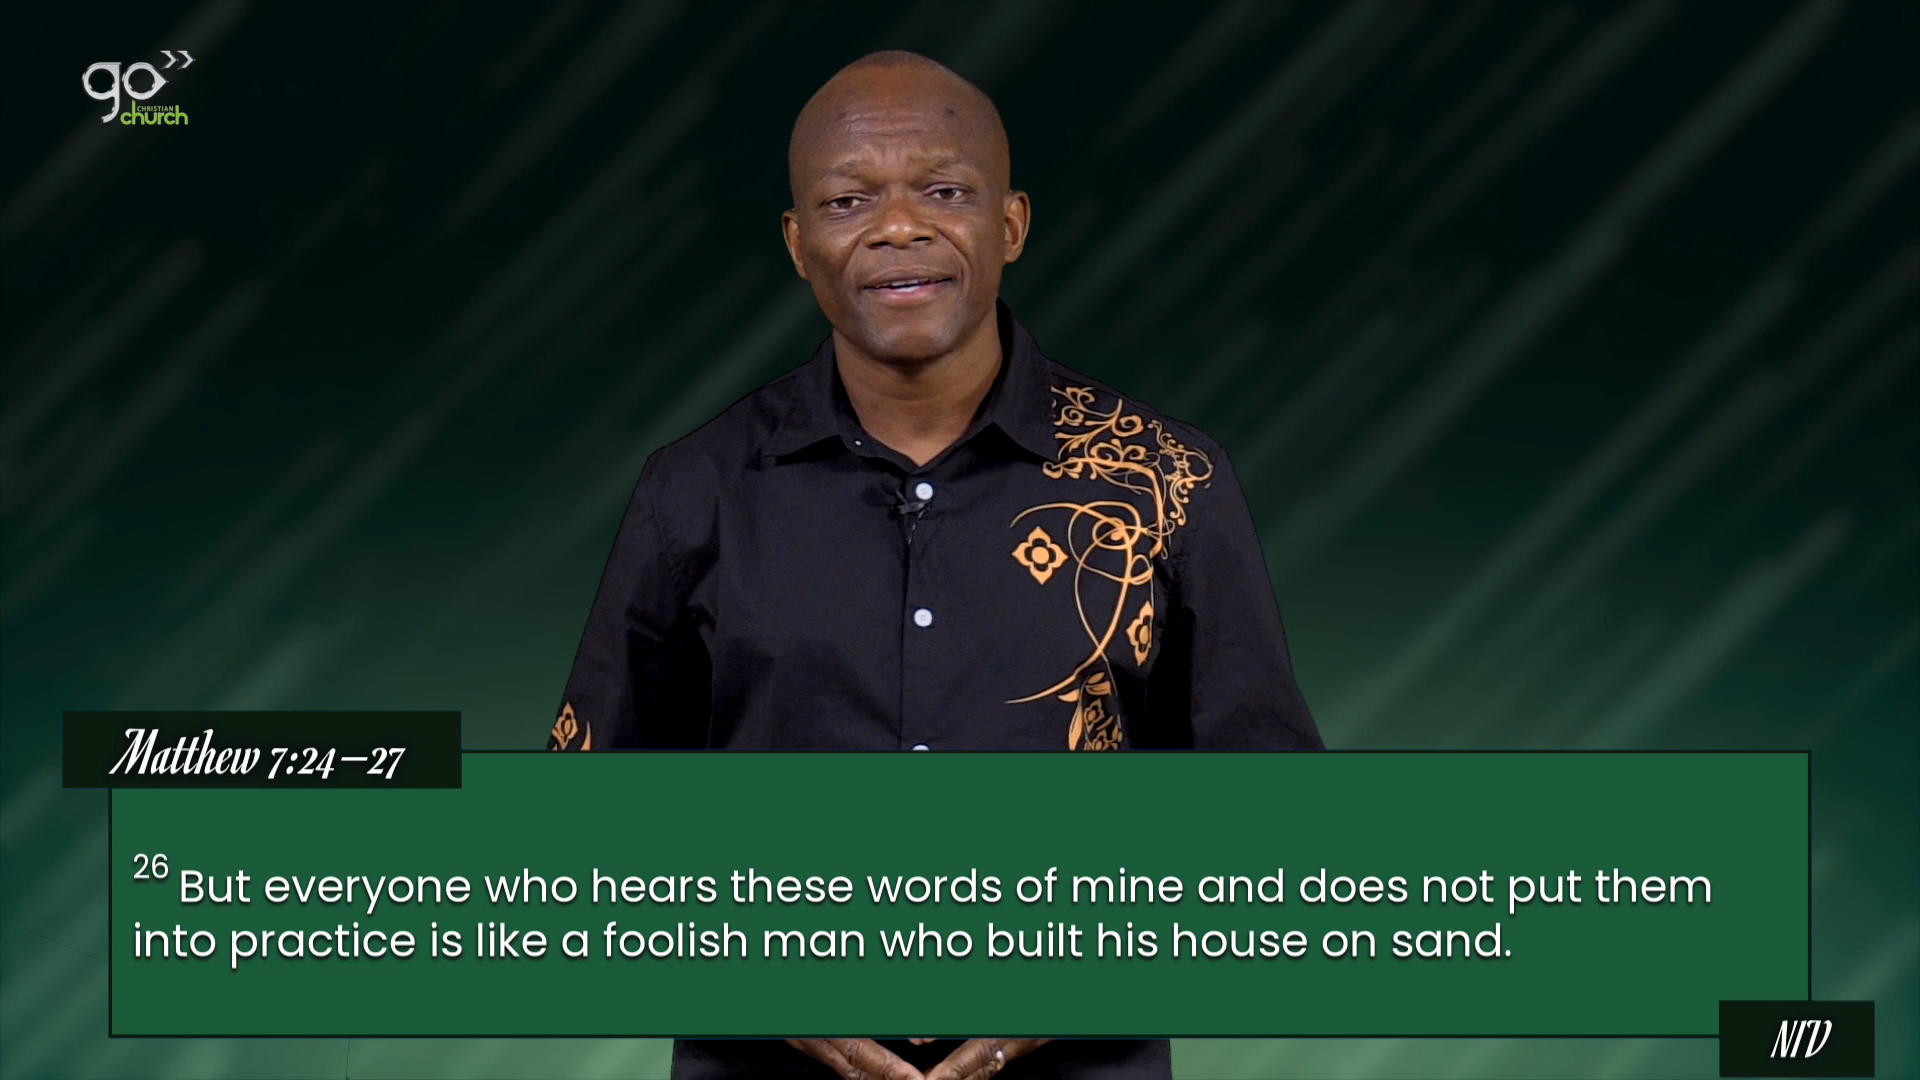 go
CHRISTIAN
church
Matthew 7:24–27
26 But everyone who hears these words of mine and does not put them
into practice is like a foolish man who built his house on sand.
NIV